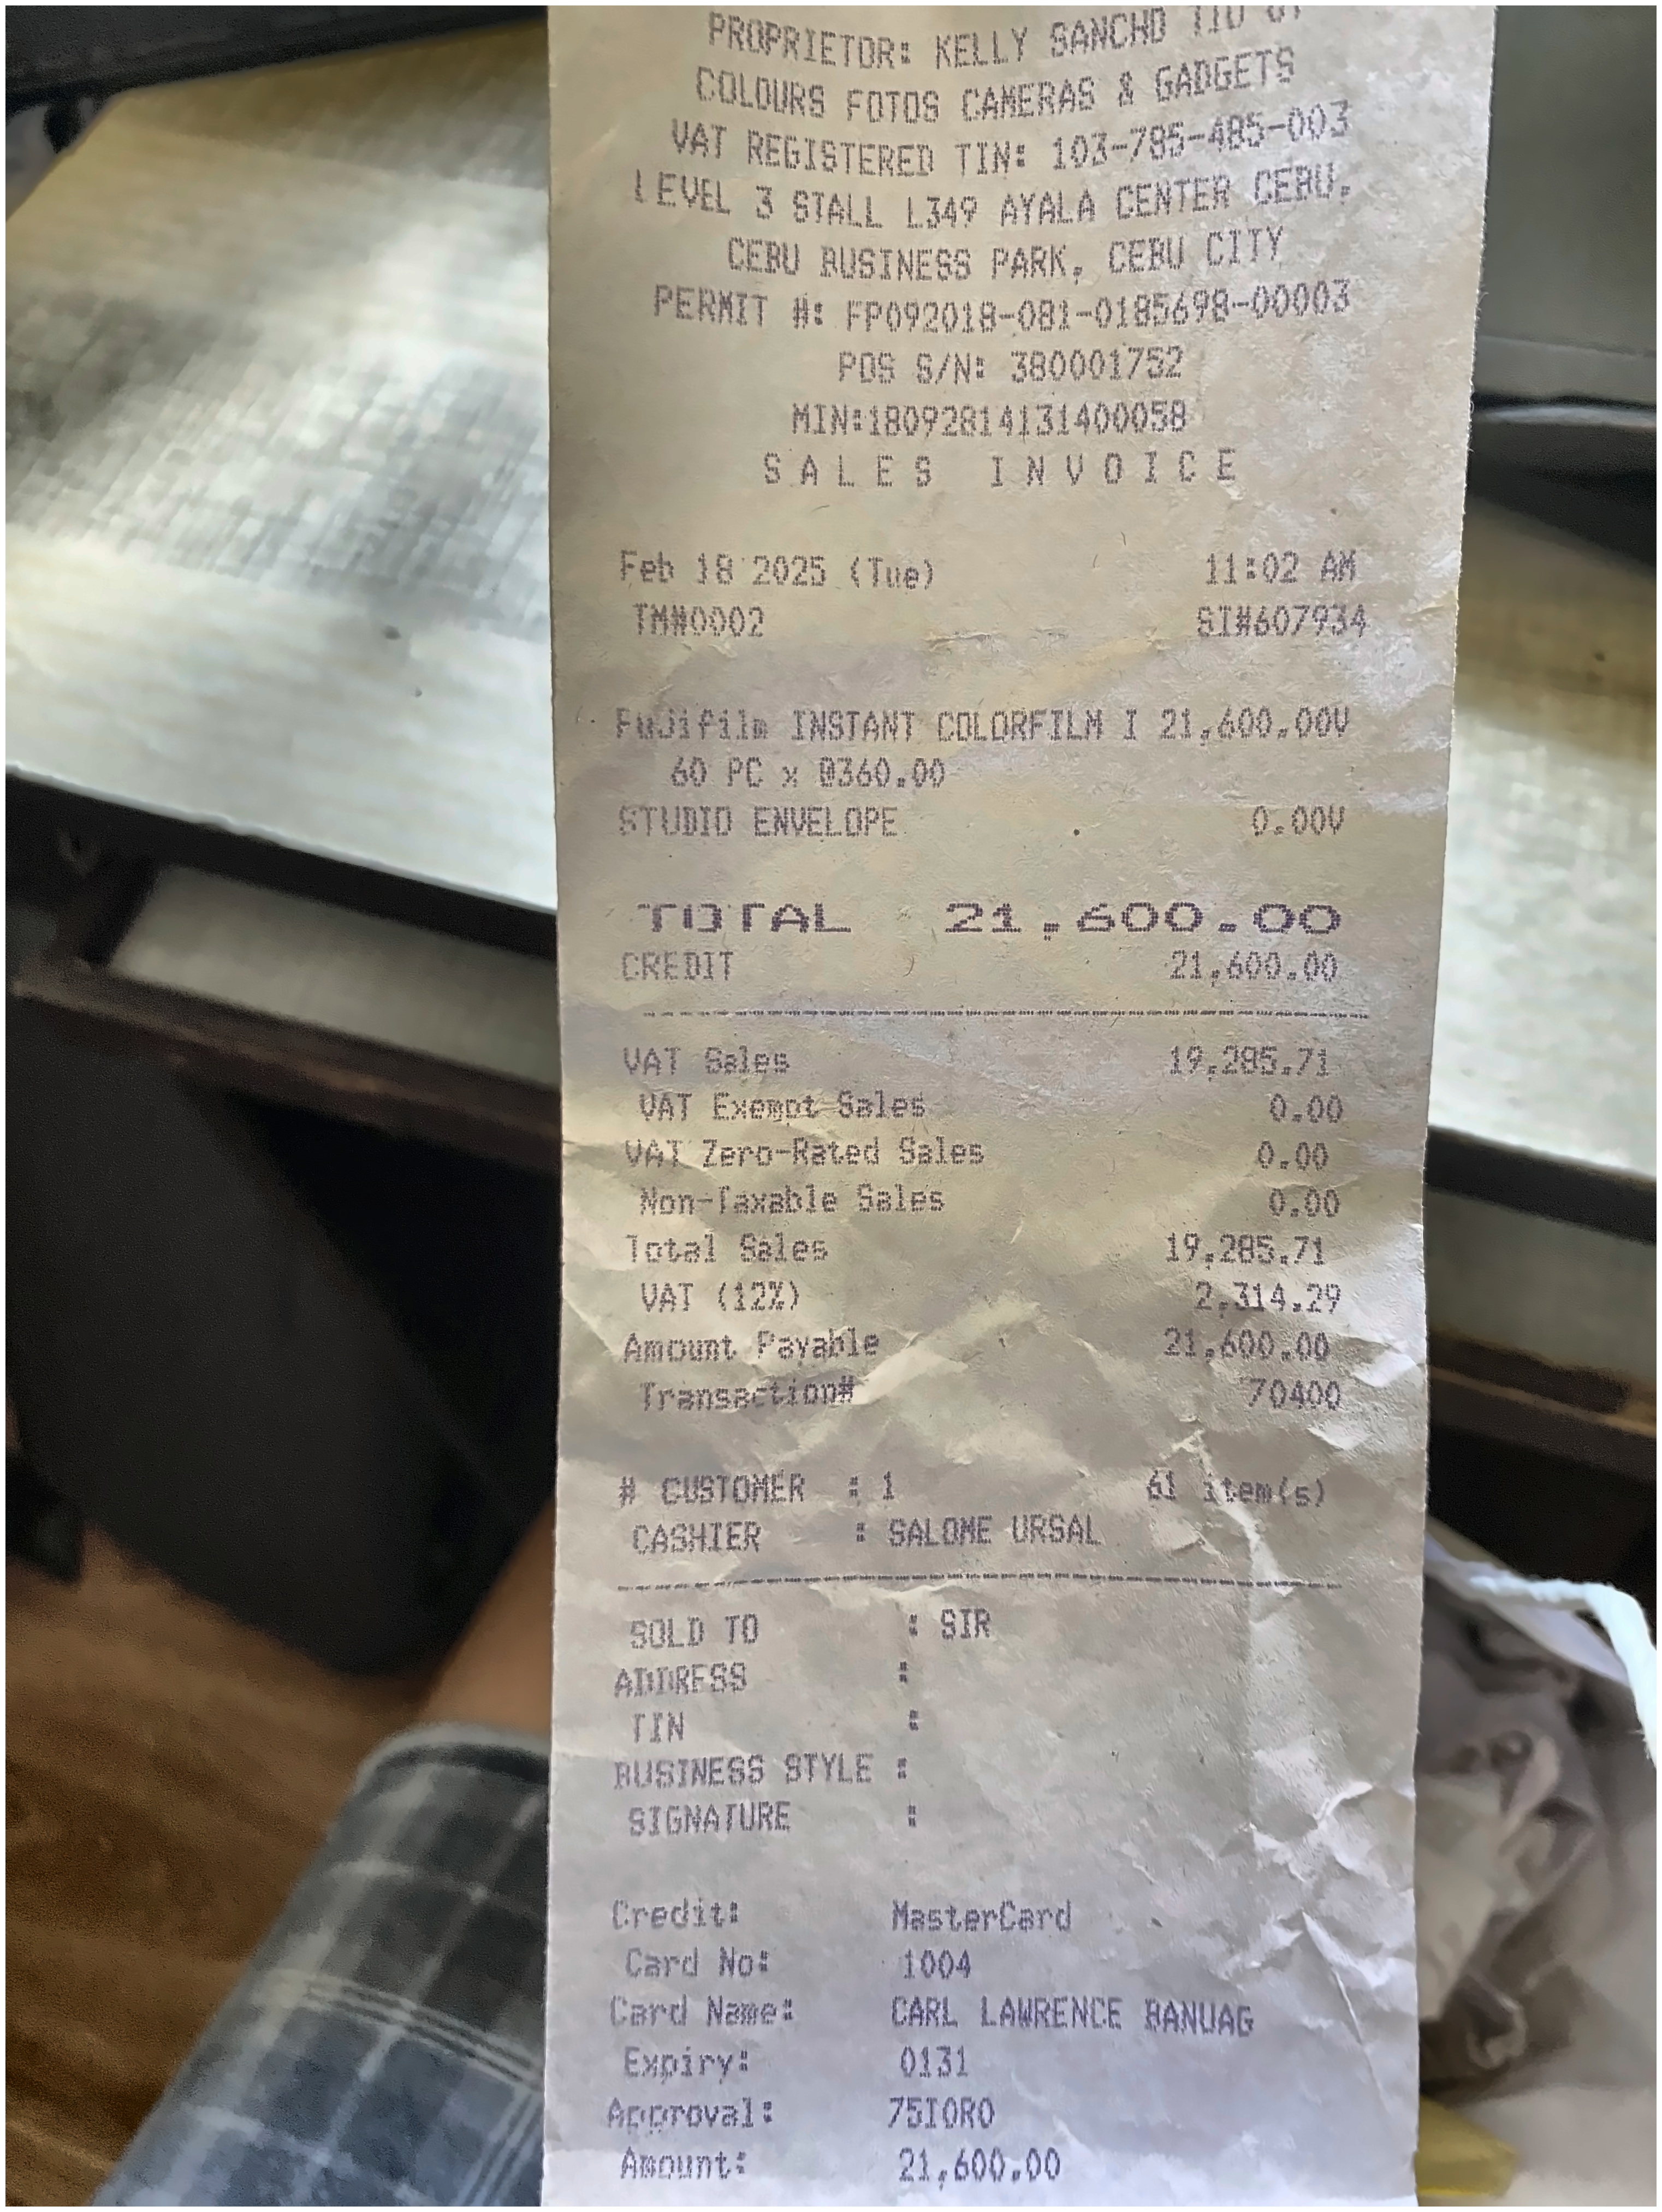 PROPRIETOR: KELLY SANCHO
COLOURS FOTOS CAMERAS & GADGETS
VAT REGISTERED TIN: 103-785-485-003
LEVEL 3 STALL L349 AYALA CENTER CEBU,
CEBU BUSINESS PARK, CEBU CITY
PERMIT #: FP092018-081-0185698-00003
POS S/N: 380001752
MIN:18092814131400058
SALES INVOICE
Feb 18 2025 (Tue) 11:02 AM
TM#0002 SI#607934
Fujifilm INSTANT COLORFILM I 21,600.00V
60 PC x @360.00
STUDIO ENVELOPE 0.00V
TOTAL 21,600.00
CREDIT 21,600.00
VAT Sales 19,285.71
VAT Exempt Sales 0.00
VAT Zero-Rated Sales 0.00
Non-Taxable Sales 0.00
Total Sales 19,285.71
VAT (12%) 2,314.29
Amount Payable 21,600.00
Transaction# 70400
# CUSTOMER : 1 61 item(s)
CASHIER : SALOME URSAL
SOLD TO : SIR
ADDRESS :
TIN :
BUSINESS STYLE :
SIGNATURE :
Credit: MasterCard
Card No: 1004
Card Name: CARL LAWRENCE BANUAG
Expiry: 0131
Approval: 75IORO
Amount: 21,600.00